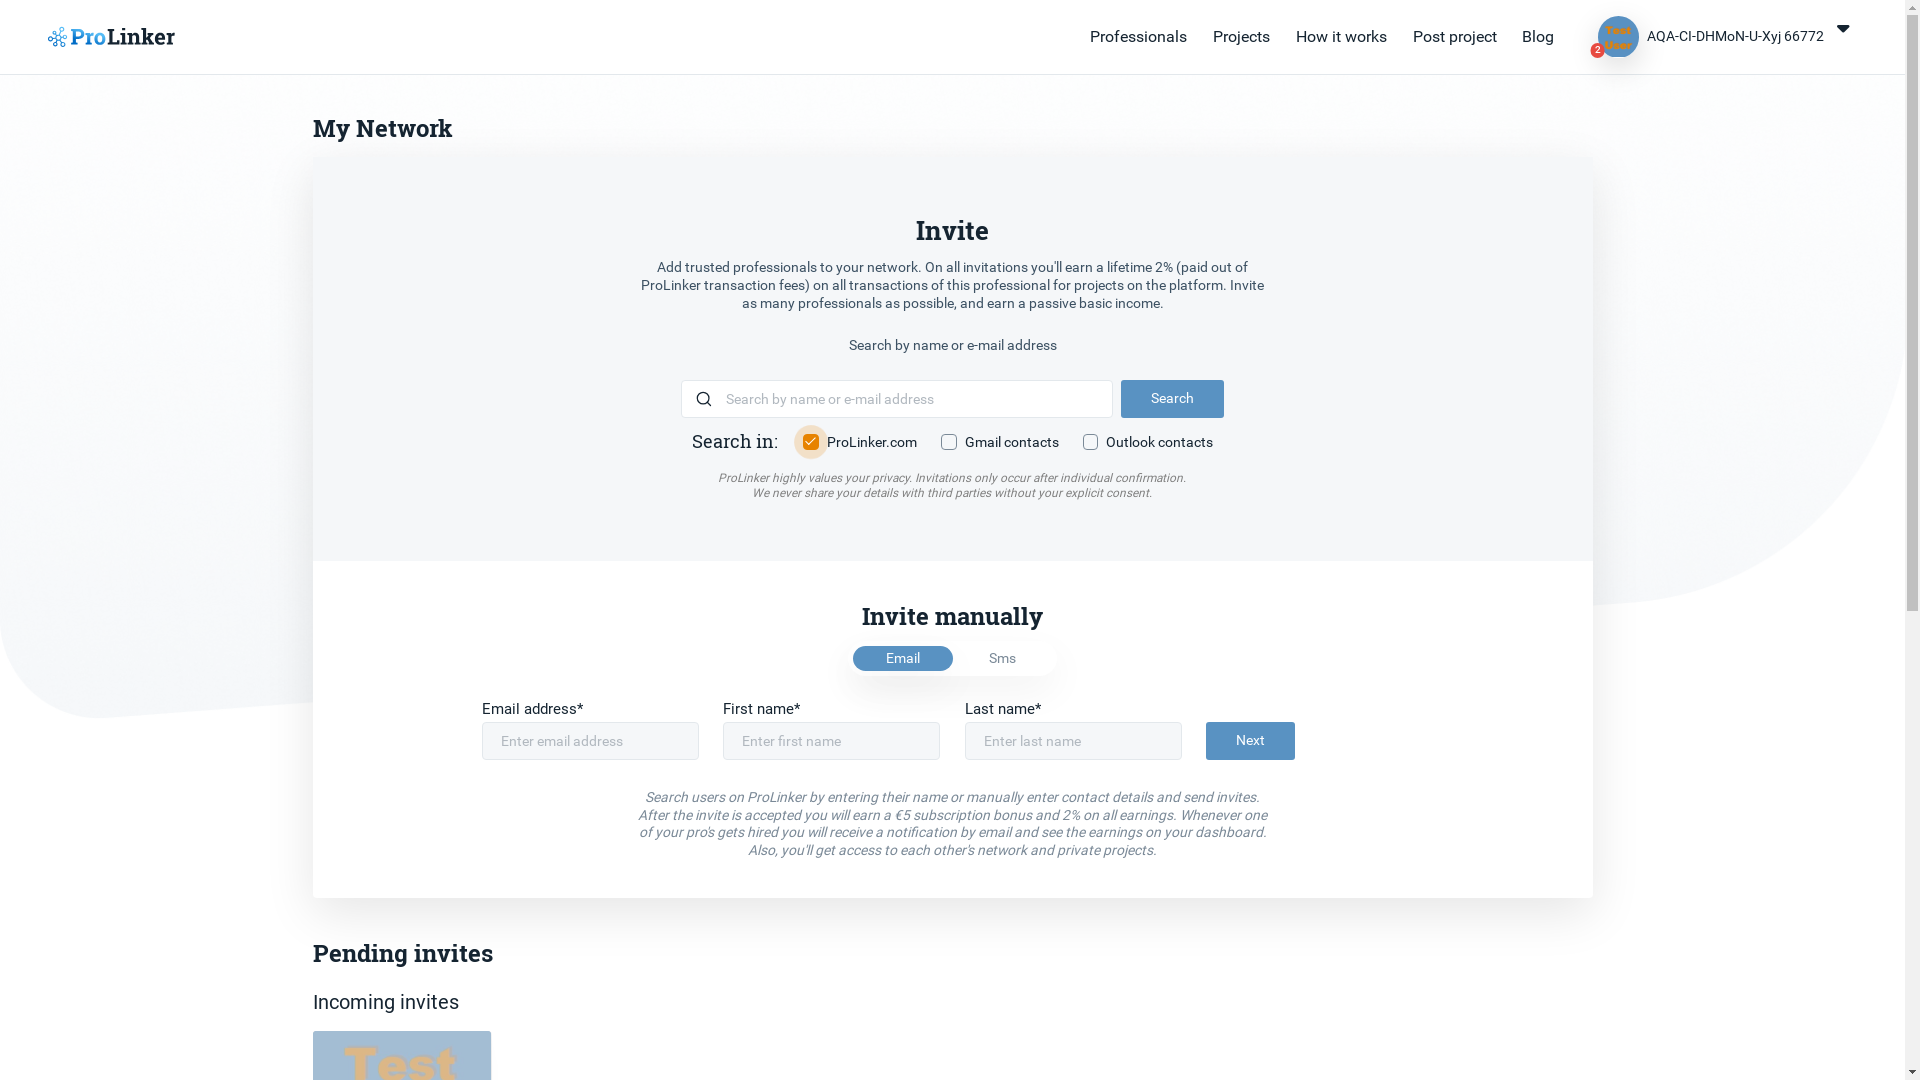 ProLinker
Professionals
Projects
How it works
Post project
Blog
Test
User
2
AQA-CI-DHMoN-U-Xyj 66772
My Network
Invite
Add trusted professionals to your network. On all invitations you'll earn a lifetime 2% (paid out of
ProLinker transaction fees) on all transactions of this professional for projects on the platform. Invite
as many professionals as possible, and earn a passive basic income.
Search by name or e-mail address
Search by name or e-mail address
Search
Search in:
ProLinker.com
Gmail contacts
Outlook contacts
ProLinker highly values your privacy. Invitations only occur after individual confirmation.
We never share your details with third parties without your explicit consent.
Invite manually
Email
Sms
Email address*
First name*
Last name*
Enter email address
Enter first name
Enter last name
Next
Search users on ProLinker by entering their name or manually enter contact details and send invites.
After the invite is accepted you will earn a €5 subscription bonus and 2% on all earnings. Whenever one
of your pro's gets hired you will receive a notification by email and see the earnings on your dashboard.
Also, you'll get access to each other's network and private projects.
Pending invites
Incoming invites
Test